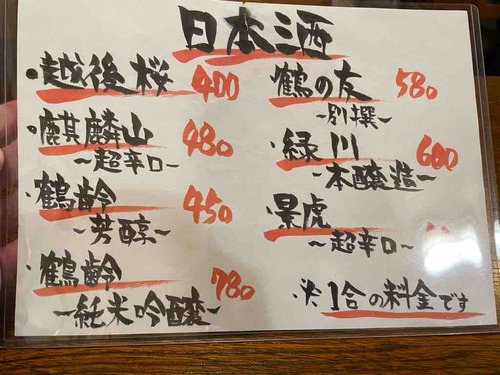 日本酒
・越後桜 400
・麒麟山 480
〜超辛口〜
・鶴齢 450
〜芳醇〜
・鶴齢 780
〜純米吟醸〜
・鶴の友 580
〜別撰〜
・緑川 600
〜本醸造〜
・景虎
〜超辛口〜
・※1合の料金です